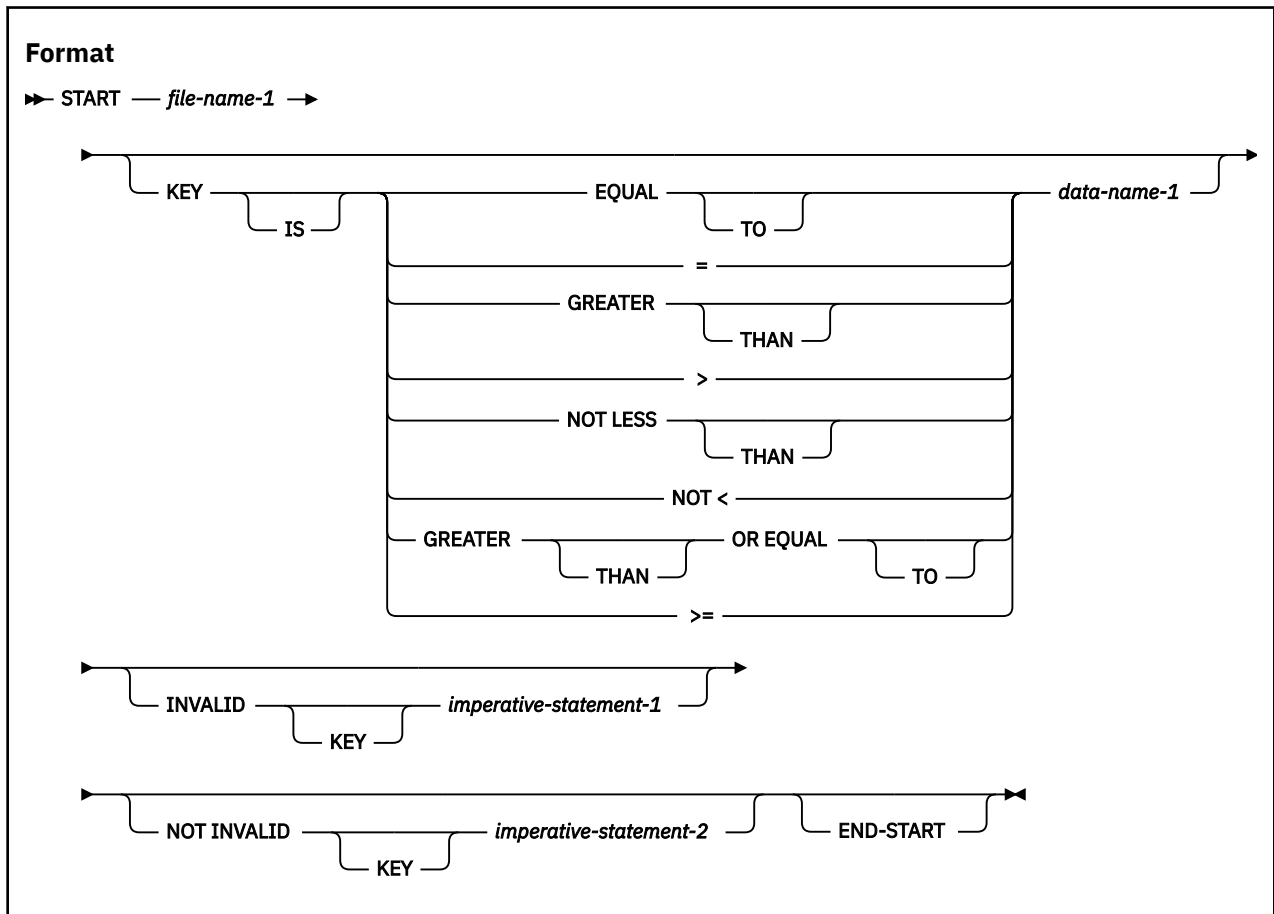 Format
START file-name-1
KEY EQUAL data-name-1
IS TO
=
GREATER
THAN
>
NOT LESS
THAN
NOT <
GREATER OR EQUAL
THAN TO
>=
INVALID imperative-statement-1
KEY
NOT INVALID imperative-statement-2 END-START
KEY